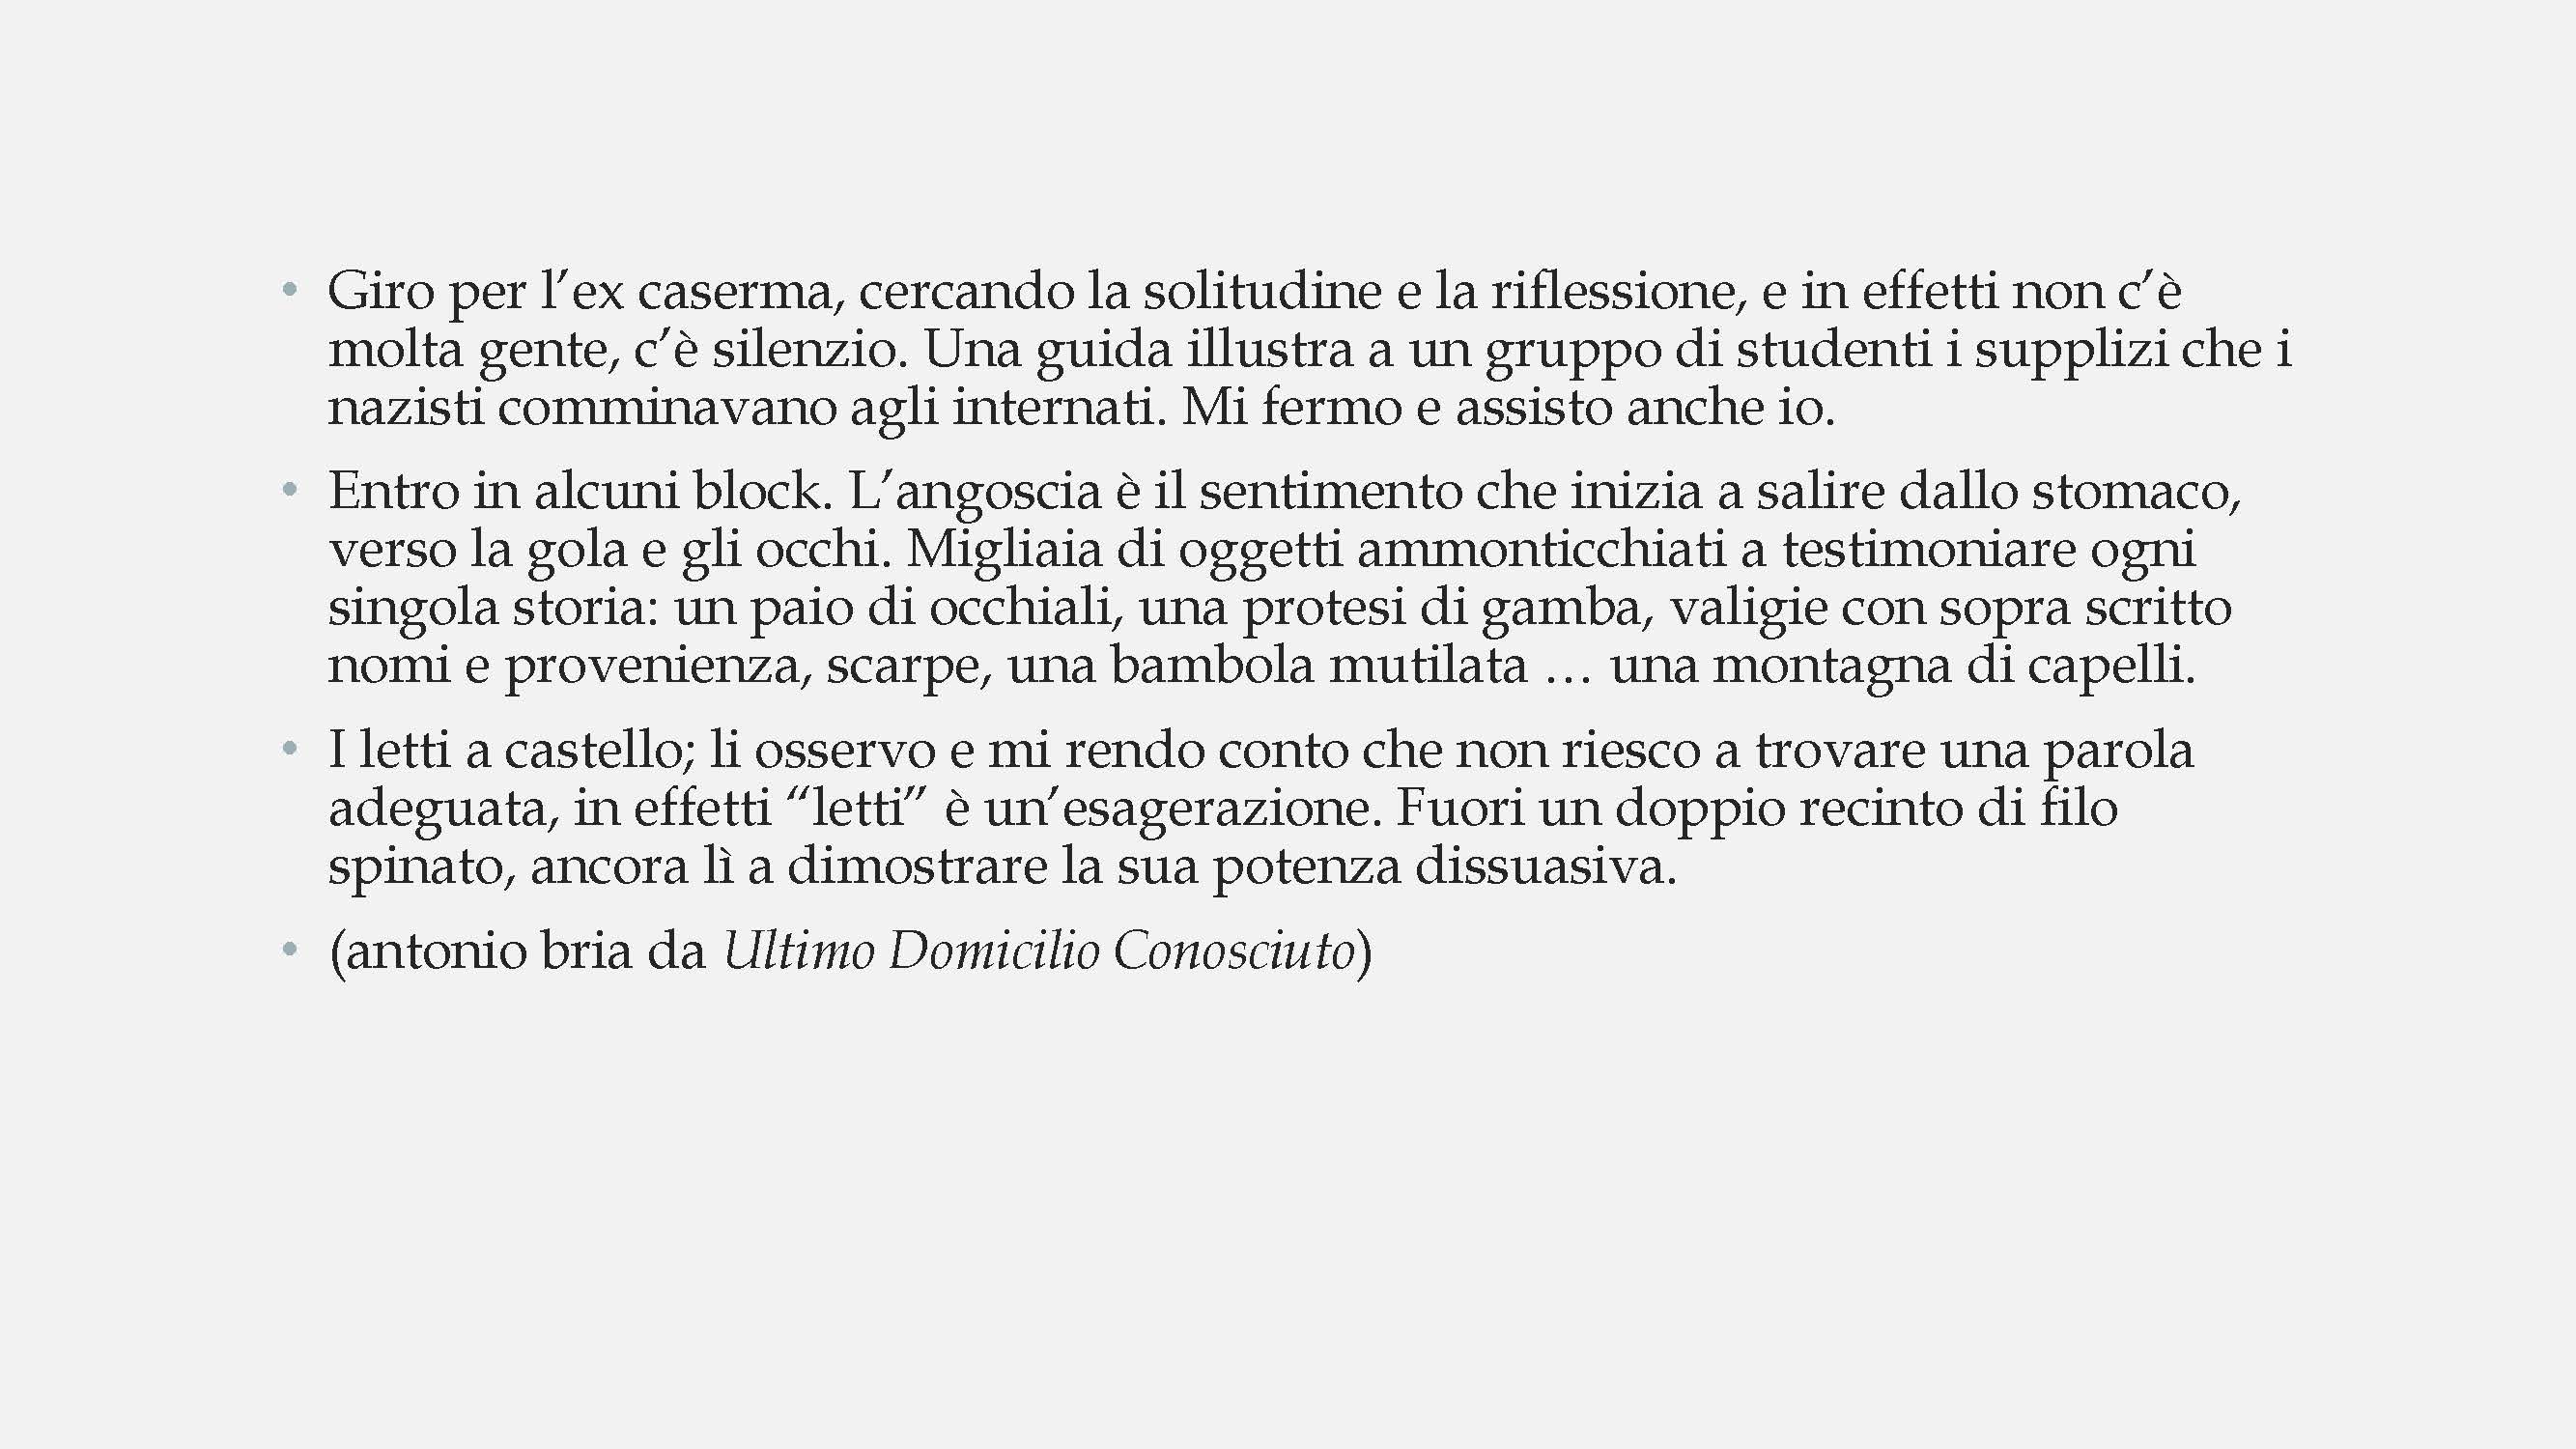 • Giro per l’ex caserma, cercando la solitudine e la riflessione, e in effetti non c’è
molta gente, c’è silenzio. Una guida illustra a un gruppo di studenti i supplizi che i
nazisti comminavano agli internati. Mi fermo e assisto anche io.
• Entro in alcuni block. L’angoscia è il sentimento che inizia a salire dallo stomaco,
verso la gola e gli occhi. Migliaia di oggetti ammonticchiati a testimoniare ogni
singola storia: un paio di occhiali, una protesi di gamba, valigie con sopra scritto
nomi e provenienza, scarpe, una bambola mutilata … una montagna di capelli.
• I letti a castello; li osservo e mi rendo conto che non riesco a trovare una parola
adeguata, in effetti “letti” è un’esagerazione. Fuori un doppio recinto di filo
spinato, ancora lì a dimostrare la sua potenza dissuasiva.
• (antonio bria da Ultimo Domicilio Conosciuto)